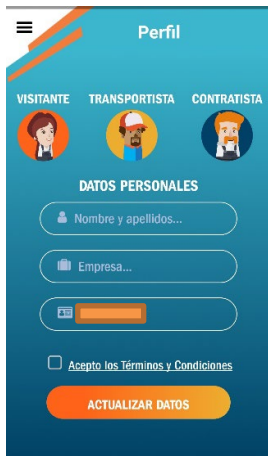 Perfil
VISITANTE TRANSPORTISTA CONTRATISTA
DATOS PERSONALES
Nombre y apellidos...
Empresa...
Acepto los Términos y Condiciones
ACTUALIZAR DATOS